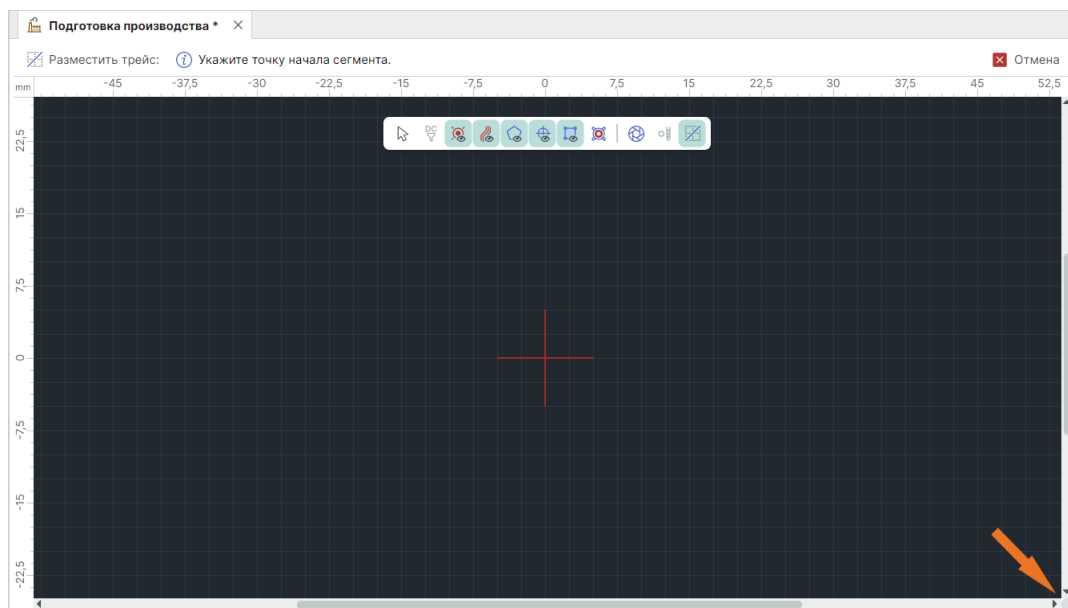 Подготовка производства *
Разместить трейс: Укажите точку начала сегмента. Отмена
mm -45 -37,5 -30 -22,5 -15 -7,5 0 7,5 15 22,5 30 37,5 45 52,5
DC
22,5
15
7,5
0
-7,5
-15
-22,5